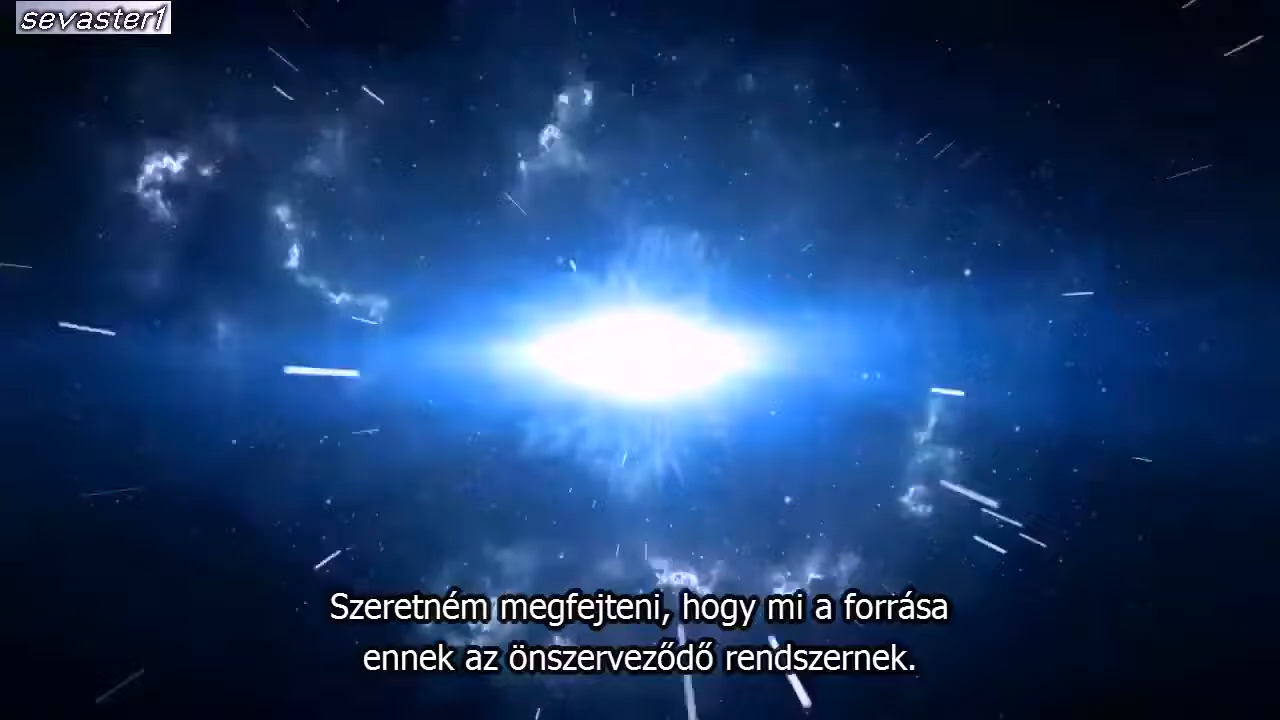 sevaster1
Szeretném megfejteni, hogy mi a forrása
ennek az önszerveződő rendszernek.